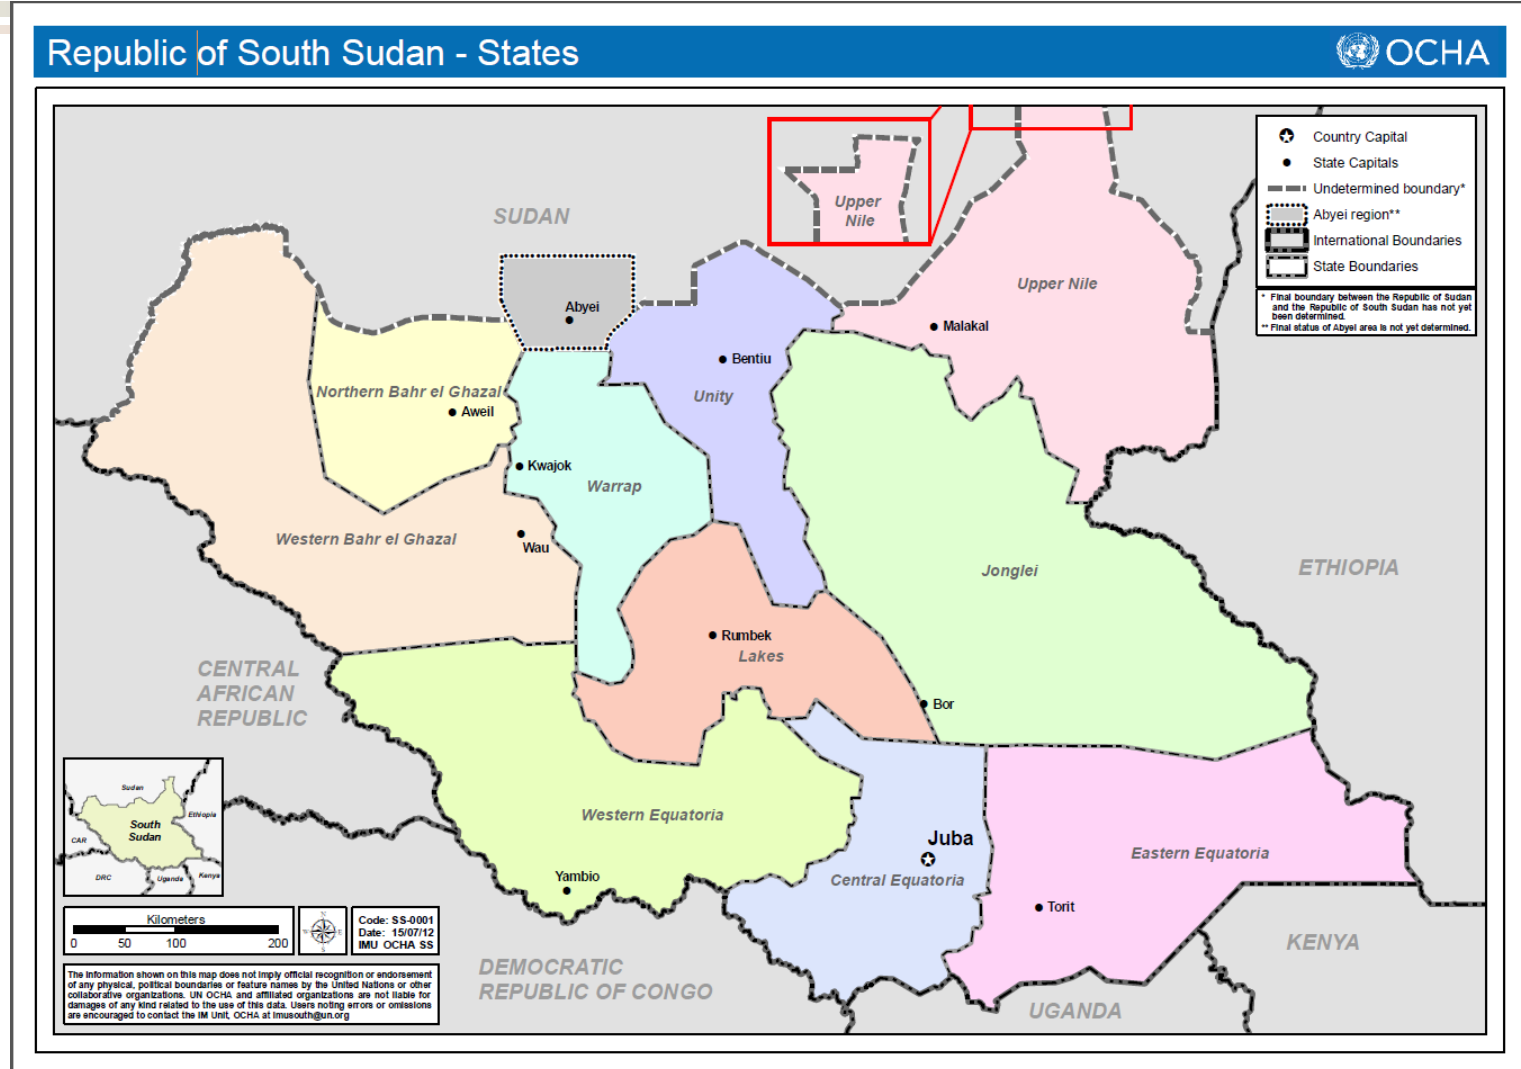 Republic of South Sudan - States
OCHA
Country Capital
State Capitals
Undetermined boundary*
Abyei region**
International Boundaries
State Boundaries
* Final boundary between the Republic of Sudan
and the Republic of South Sudan has not yet
been determined.
** Final status of Abyei area is not yet determined.
SUDAN
Upper
Nile
Upper Nile
Abyei
Malakal
Bentiu
Northern Bahr el Ghazal
Unity
Aweil
Kwajok
Warrap
Western Bahr el Ghazal
Wau
Jonglei
ETHIOPIA
Rumbek
Lakes
CENTRAL
AFRICAN
REPUBLIC
Bor
Western Equatoria
Juba
Eastern Equatoria
Yambio
Central Equatoria
Torit
KENYA
DEMOCRATIC
REPUBLIC OF CONGO
UGANDA
Sudan
Ethiopia
South
Sudan
CAR
DRC
Uganda
Kenya
Kilometers
0 50 100 200
N
W E
S
Code: SS-0001
Date: 15/07/12
IMU OCHA SS
The information shown on this map does not imply official recognition or endorsement
of any physical, political boundaries or feature names by the United Nations or other
collaborative organizations. UN OCHA and affiliated organizations are not liable for
damages of any kind related to the use of this data. Users noting errors or omissions
are encouraged to contact the IM Unit, OCHA at imusouth@un.org